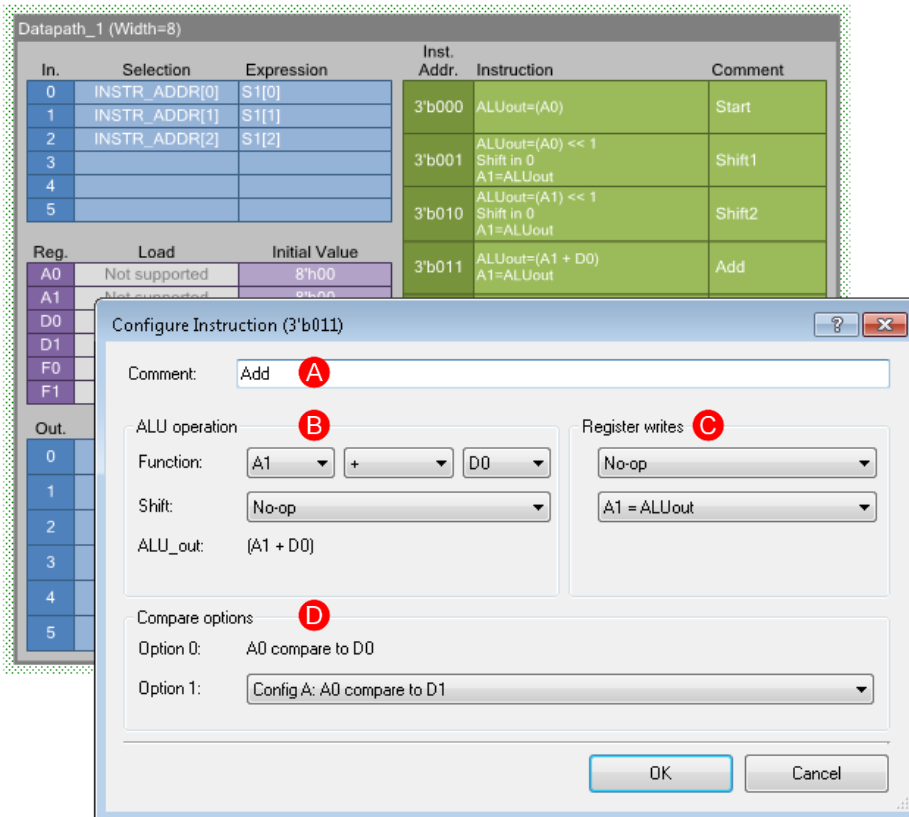 Datapath_1 (Width=8)
In. Selection Expression
0 INSTR_ADDR[0] S1[0]
1 INSTR_ADDR[1] S1[1]
2 INSTR_ADDR[2] S1[2]
3
4
5
Reg. Load Initial Value
A0 Not supported 8'h00
A1 Not supported 8'h00
D0
D1
F0
F1
Out.
0
1
2
3
4
5
Inst.
Addr. Instruction Comment
3'b000 ALUout=(A0) Start
ALUout=(A0) << 1
3'b001 Shift in 0 Shift1
A1=ALUout
ALUout=(A1) << 1
3'b010 Shift in 0 Shift2
A1=ALUout
3'b011 ALUout=(A1 + D0) Add
A1=ALUout
Configure Instruction (3'b011)
Comment: Add A
ALU operation B
Function: A1 + D0
Shift: No-op
ALU_out: (A1 + D0)
Register writes C
No-op
A1 = ALUout
Compare options D
Option 0: A0 compare to D0
Option 1: Config A: A0 compare to D1
OK Cancel